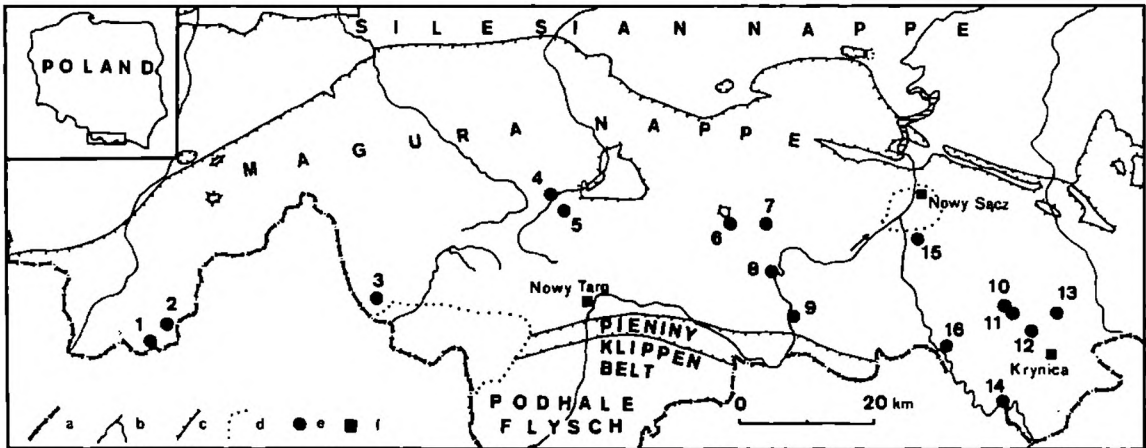 SILESIAN NAPPE
POLAND
MAGURA NAPPE
4
5
7
6
Nowy Sącz
15
8
3
Nowy Targ
9
10
11
13
12
2
1
16
Krynica
PIENINY
KLIPPEN
BELT
14
PODHALE
FLYSCH
0 20 km
a b c d e f